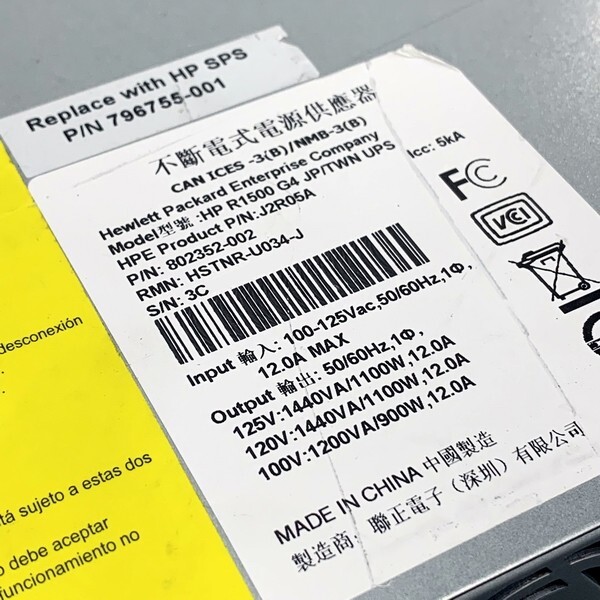 Replace with HP SPS
P/N 796755-001
不斷電式電源供應器
CAN ICES -3(B)/NMB-3(B)
Hewlett Packard Enterprise Company
Model型號:HP R1500 G4 JP/TWN UPS
HPE Product P/N:J2R05A
P/N: 802352-002
RMN: HSTNR-U034-J
S/N: 3C
Icc: 5kA
FC
VCI
Input 輸入: 100-125Vac,50/60Hz,1Φ,
12.0A MAX
Output 輸出: 50/60Hz,1Φ,
125V:1440VA/1100W,12.0A
120V:1440VA/1100W,12.0A
100V:1200VA/900W,12.0A
MADE IN CHINA 中國製造
製造商: 聯正電子（深圳）有限公司
desconexión
tá sujeto a estas dos
o debe aceptar
funcionamiento no